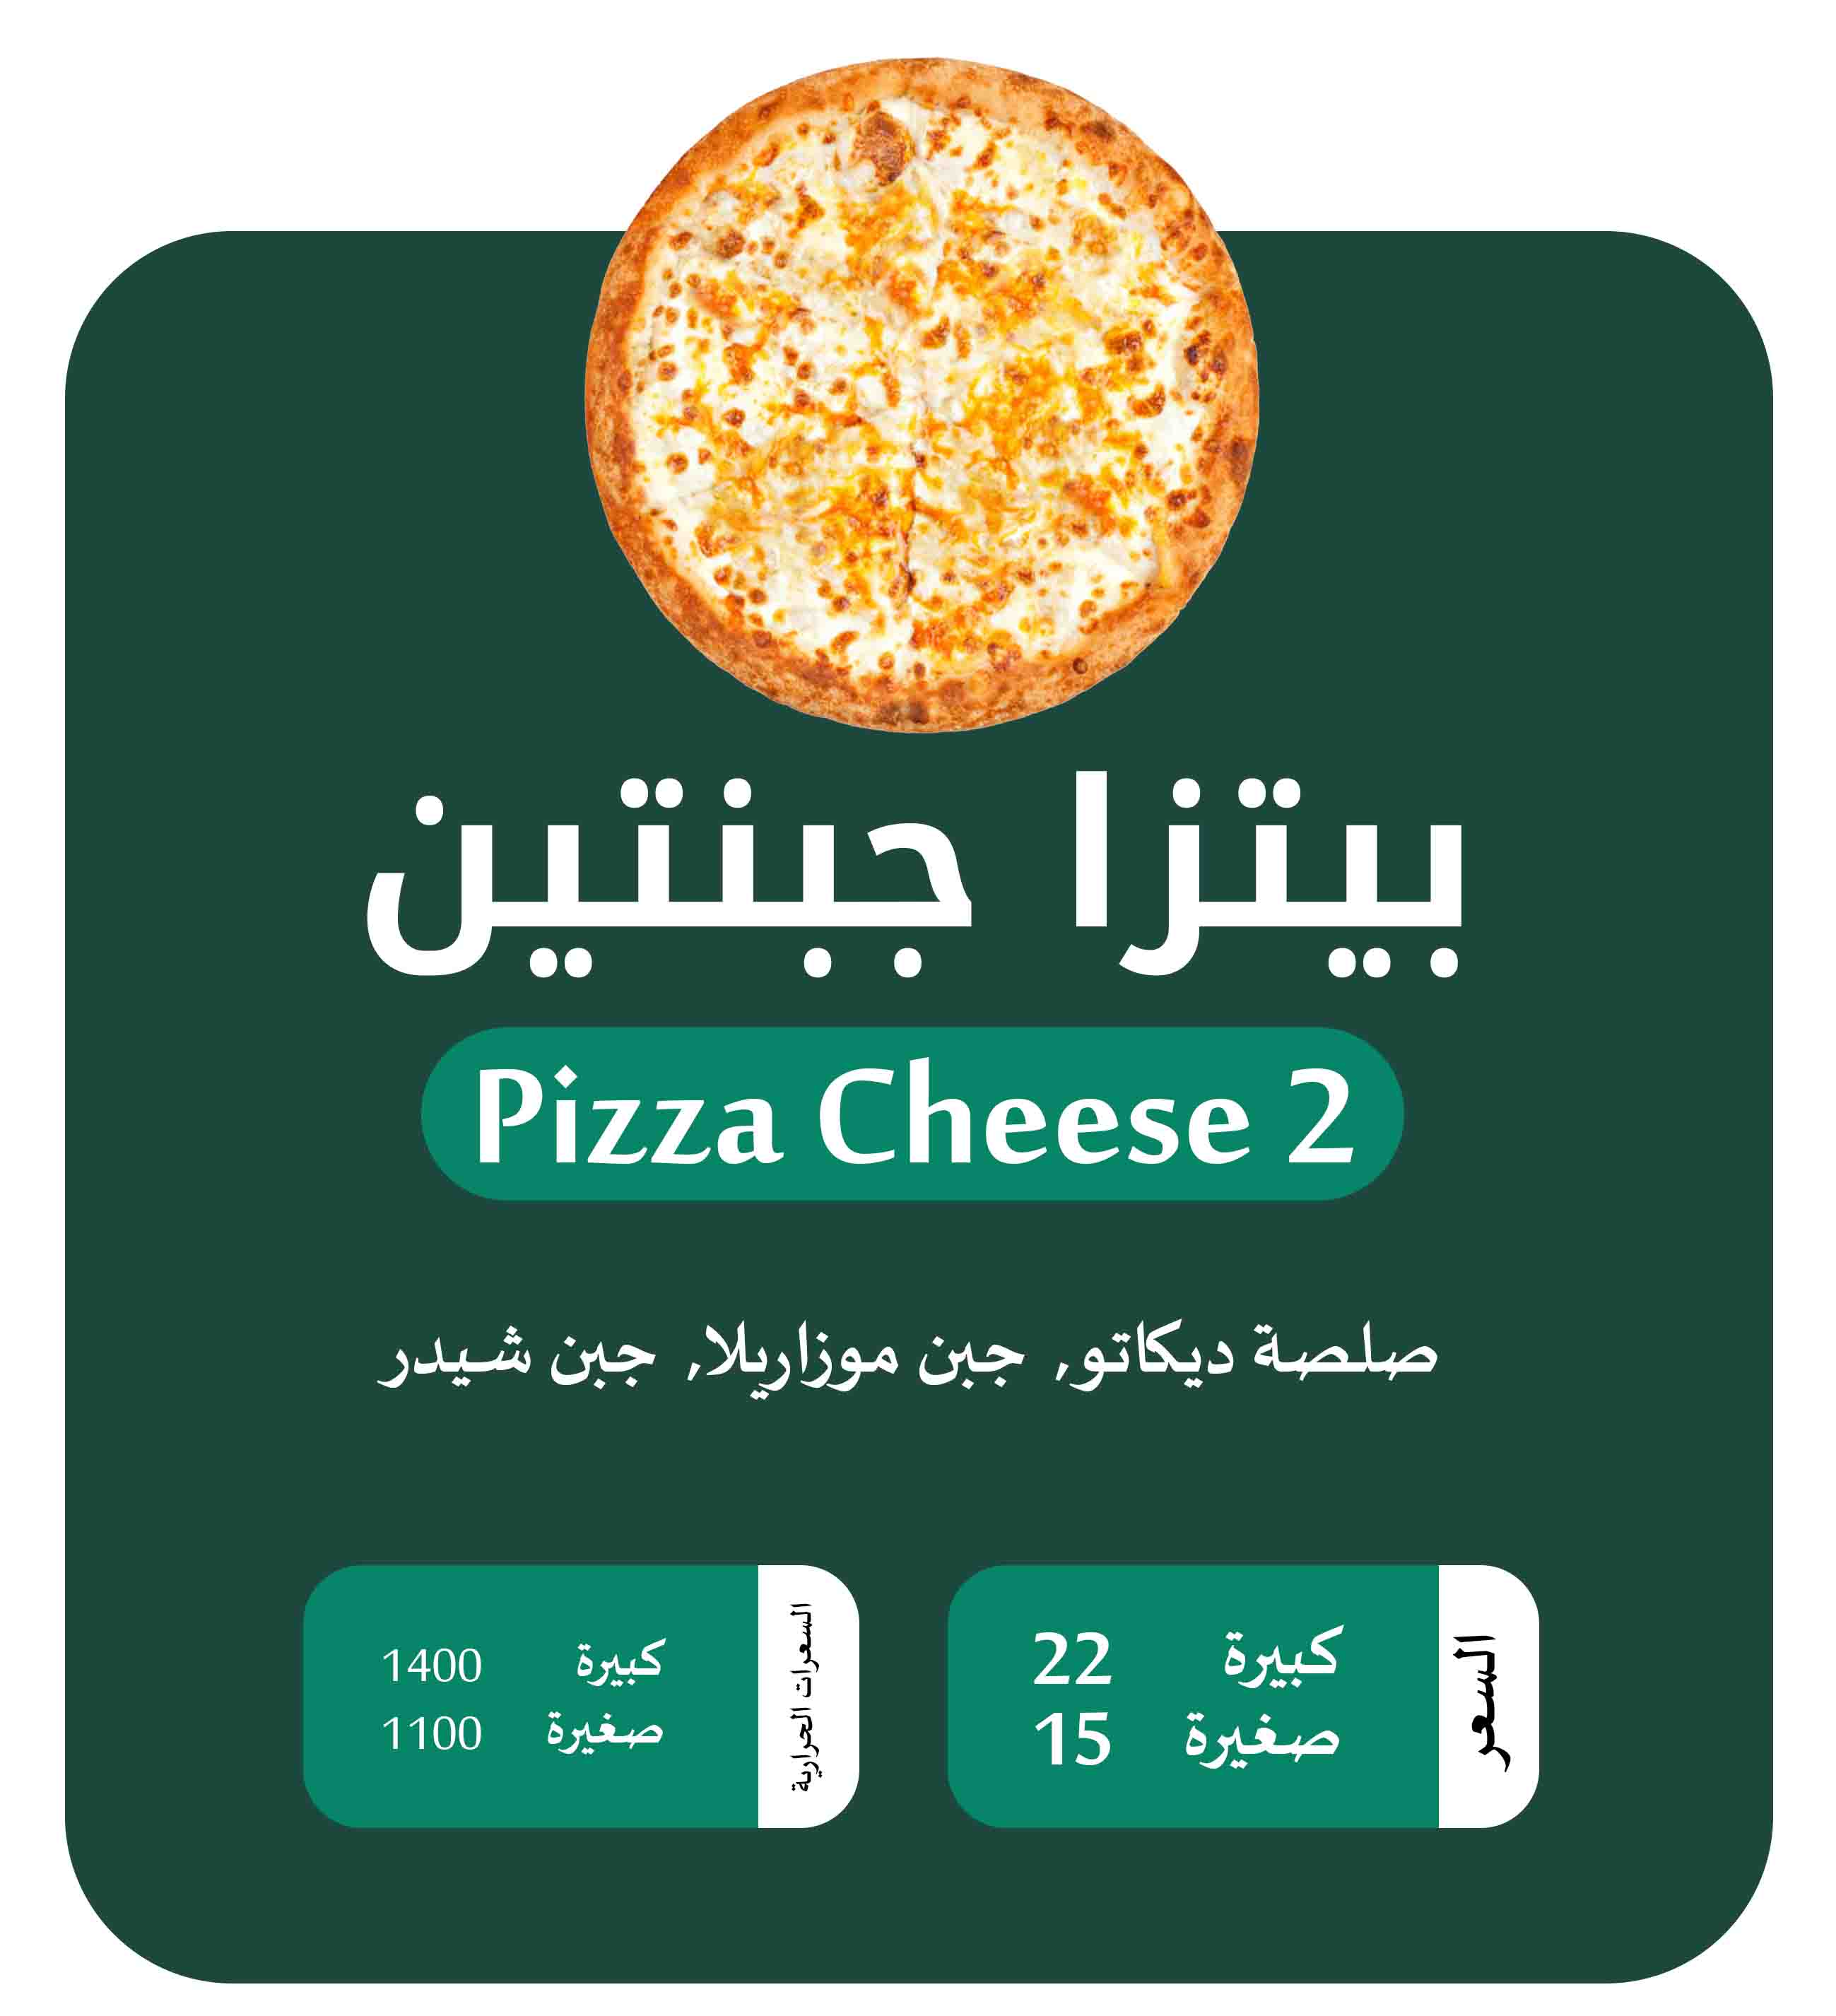 بيتزا جبنتين
Pizza Cheese 2
صلصة ديكاتو, جبن موزاريلا, جبن شيدر
السعر
كبيرة 22
صغيرة 15
السعرات الحرارية
كبيرة 1400
صغيرة 1100